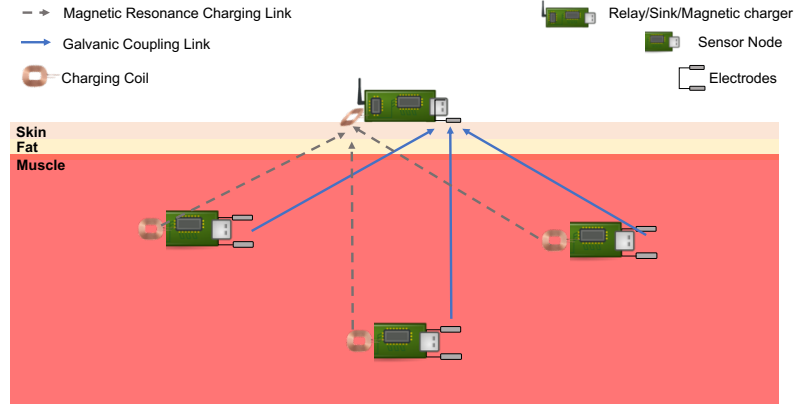 Magnetic Resonance Charging Link
Relay/Sink/Magnetic charger
Galvanic Coupling Link
Sensor Node
Charging Coil
Electrodes
Skin
Fat
Muscle